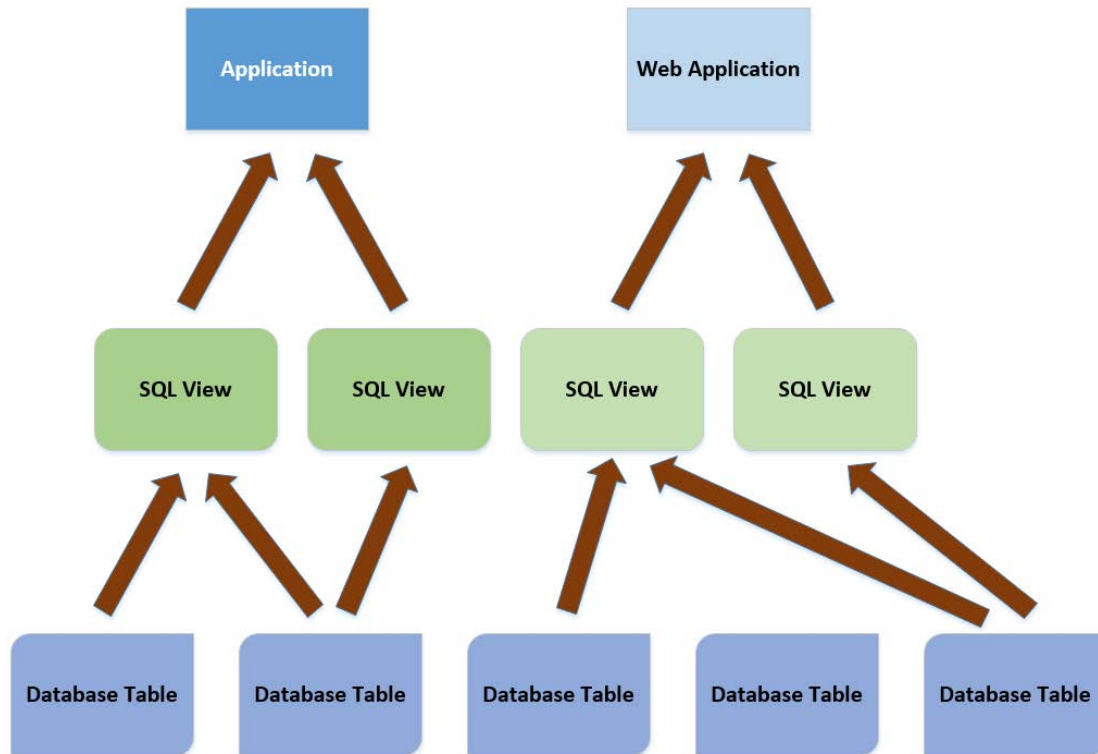 Application
Web Application
SQL View
SQL View
SQL View
SQL View
Database Table
Database Table
Database Table
Database Table
Database Table